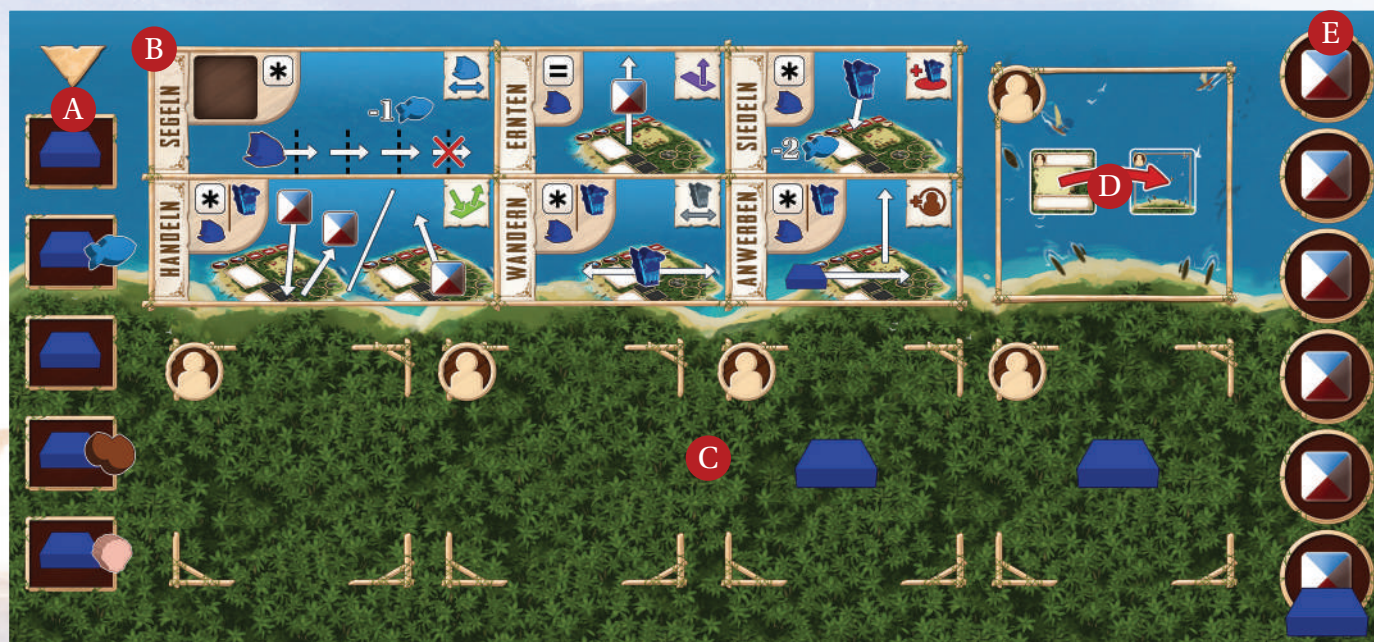 A
B
SEGELN
*
-1
ERNTEN
=
SIEDELN
*
-2
+
HANDELN
*
WANDERN
*
ANWERBEN
*
+
C
D
E